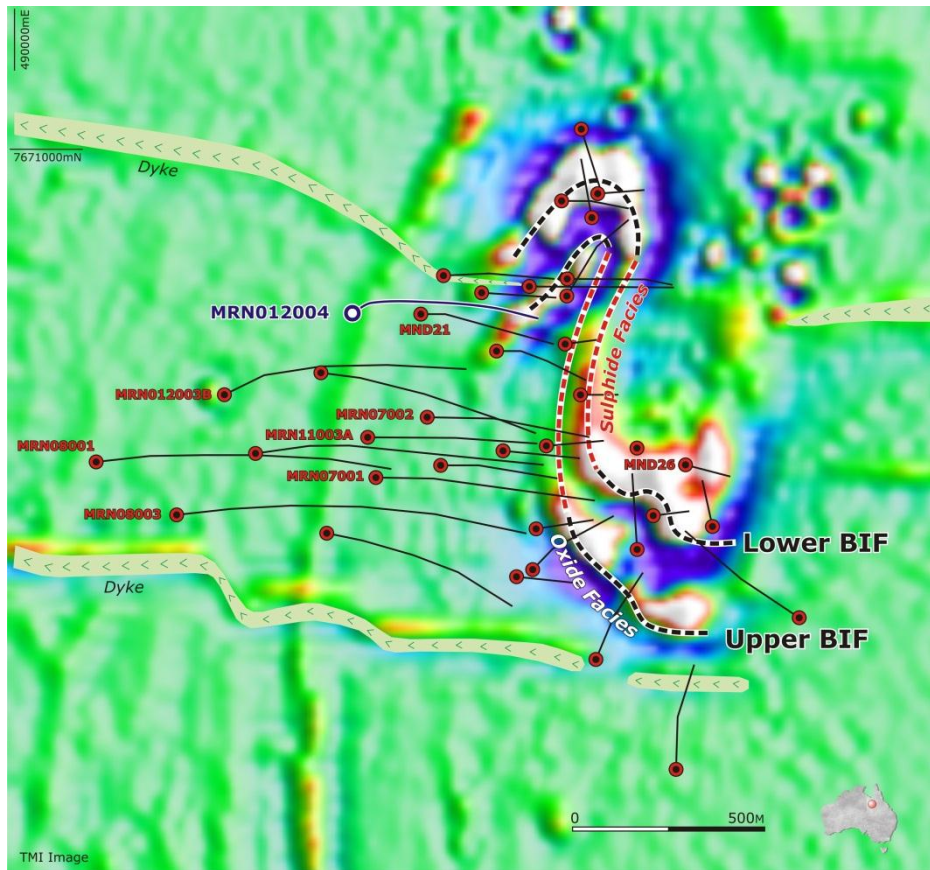 490000mE
7671000mN
Dyke
MRN012004
MND21
Sulphide Facies
MRN012003B
MRN07002
MRN11003A
MRN08001
MND26
MRN07001
MRN08003
Lower BIF
Oxide Facies
Dyke
Upper BIF
0 500M
TMI Image